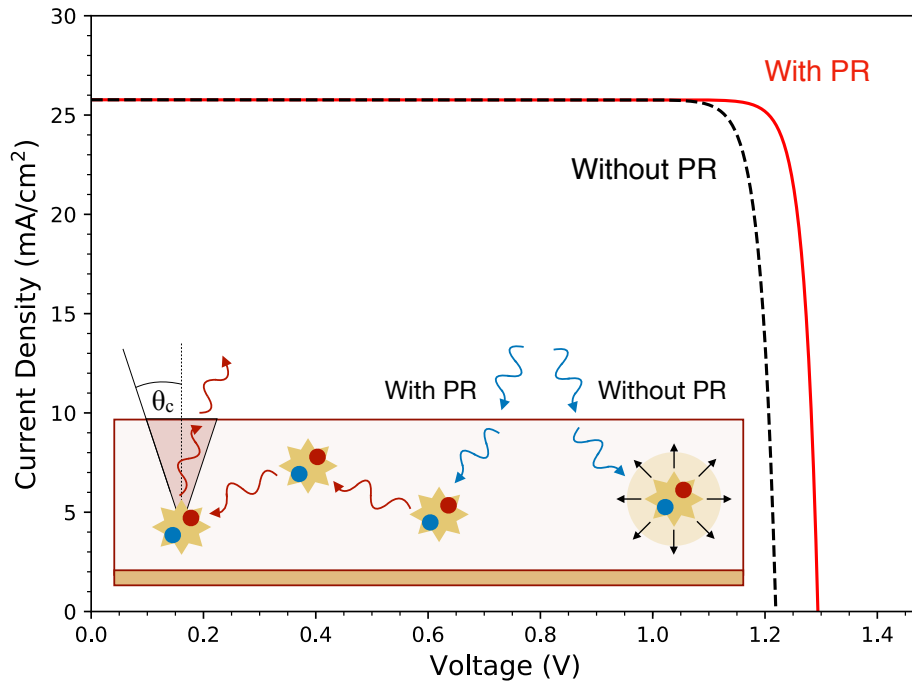 30
25
20
15
10
5
0
Current Density (mA/cm²)
With PR
Without PR
With PR
Without PR
θc
0.0 0.2 0.4 0.6 0.8 1.0 1.2 1.4
Voltage (V)